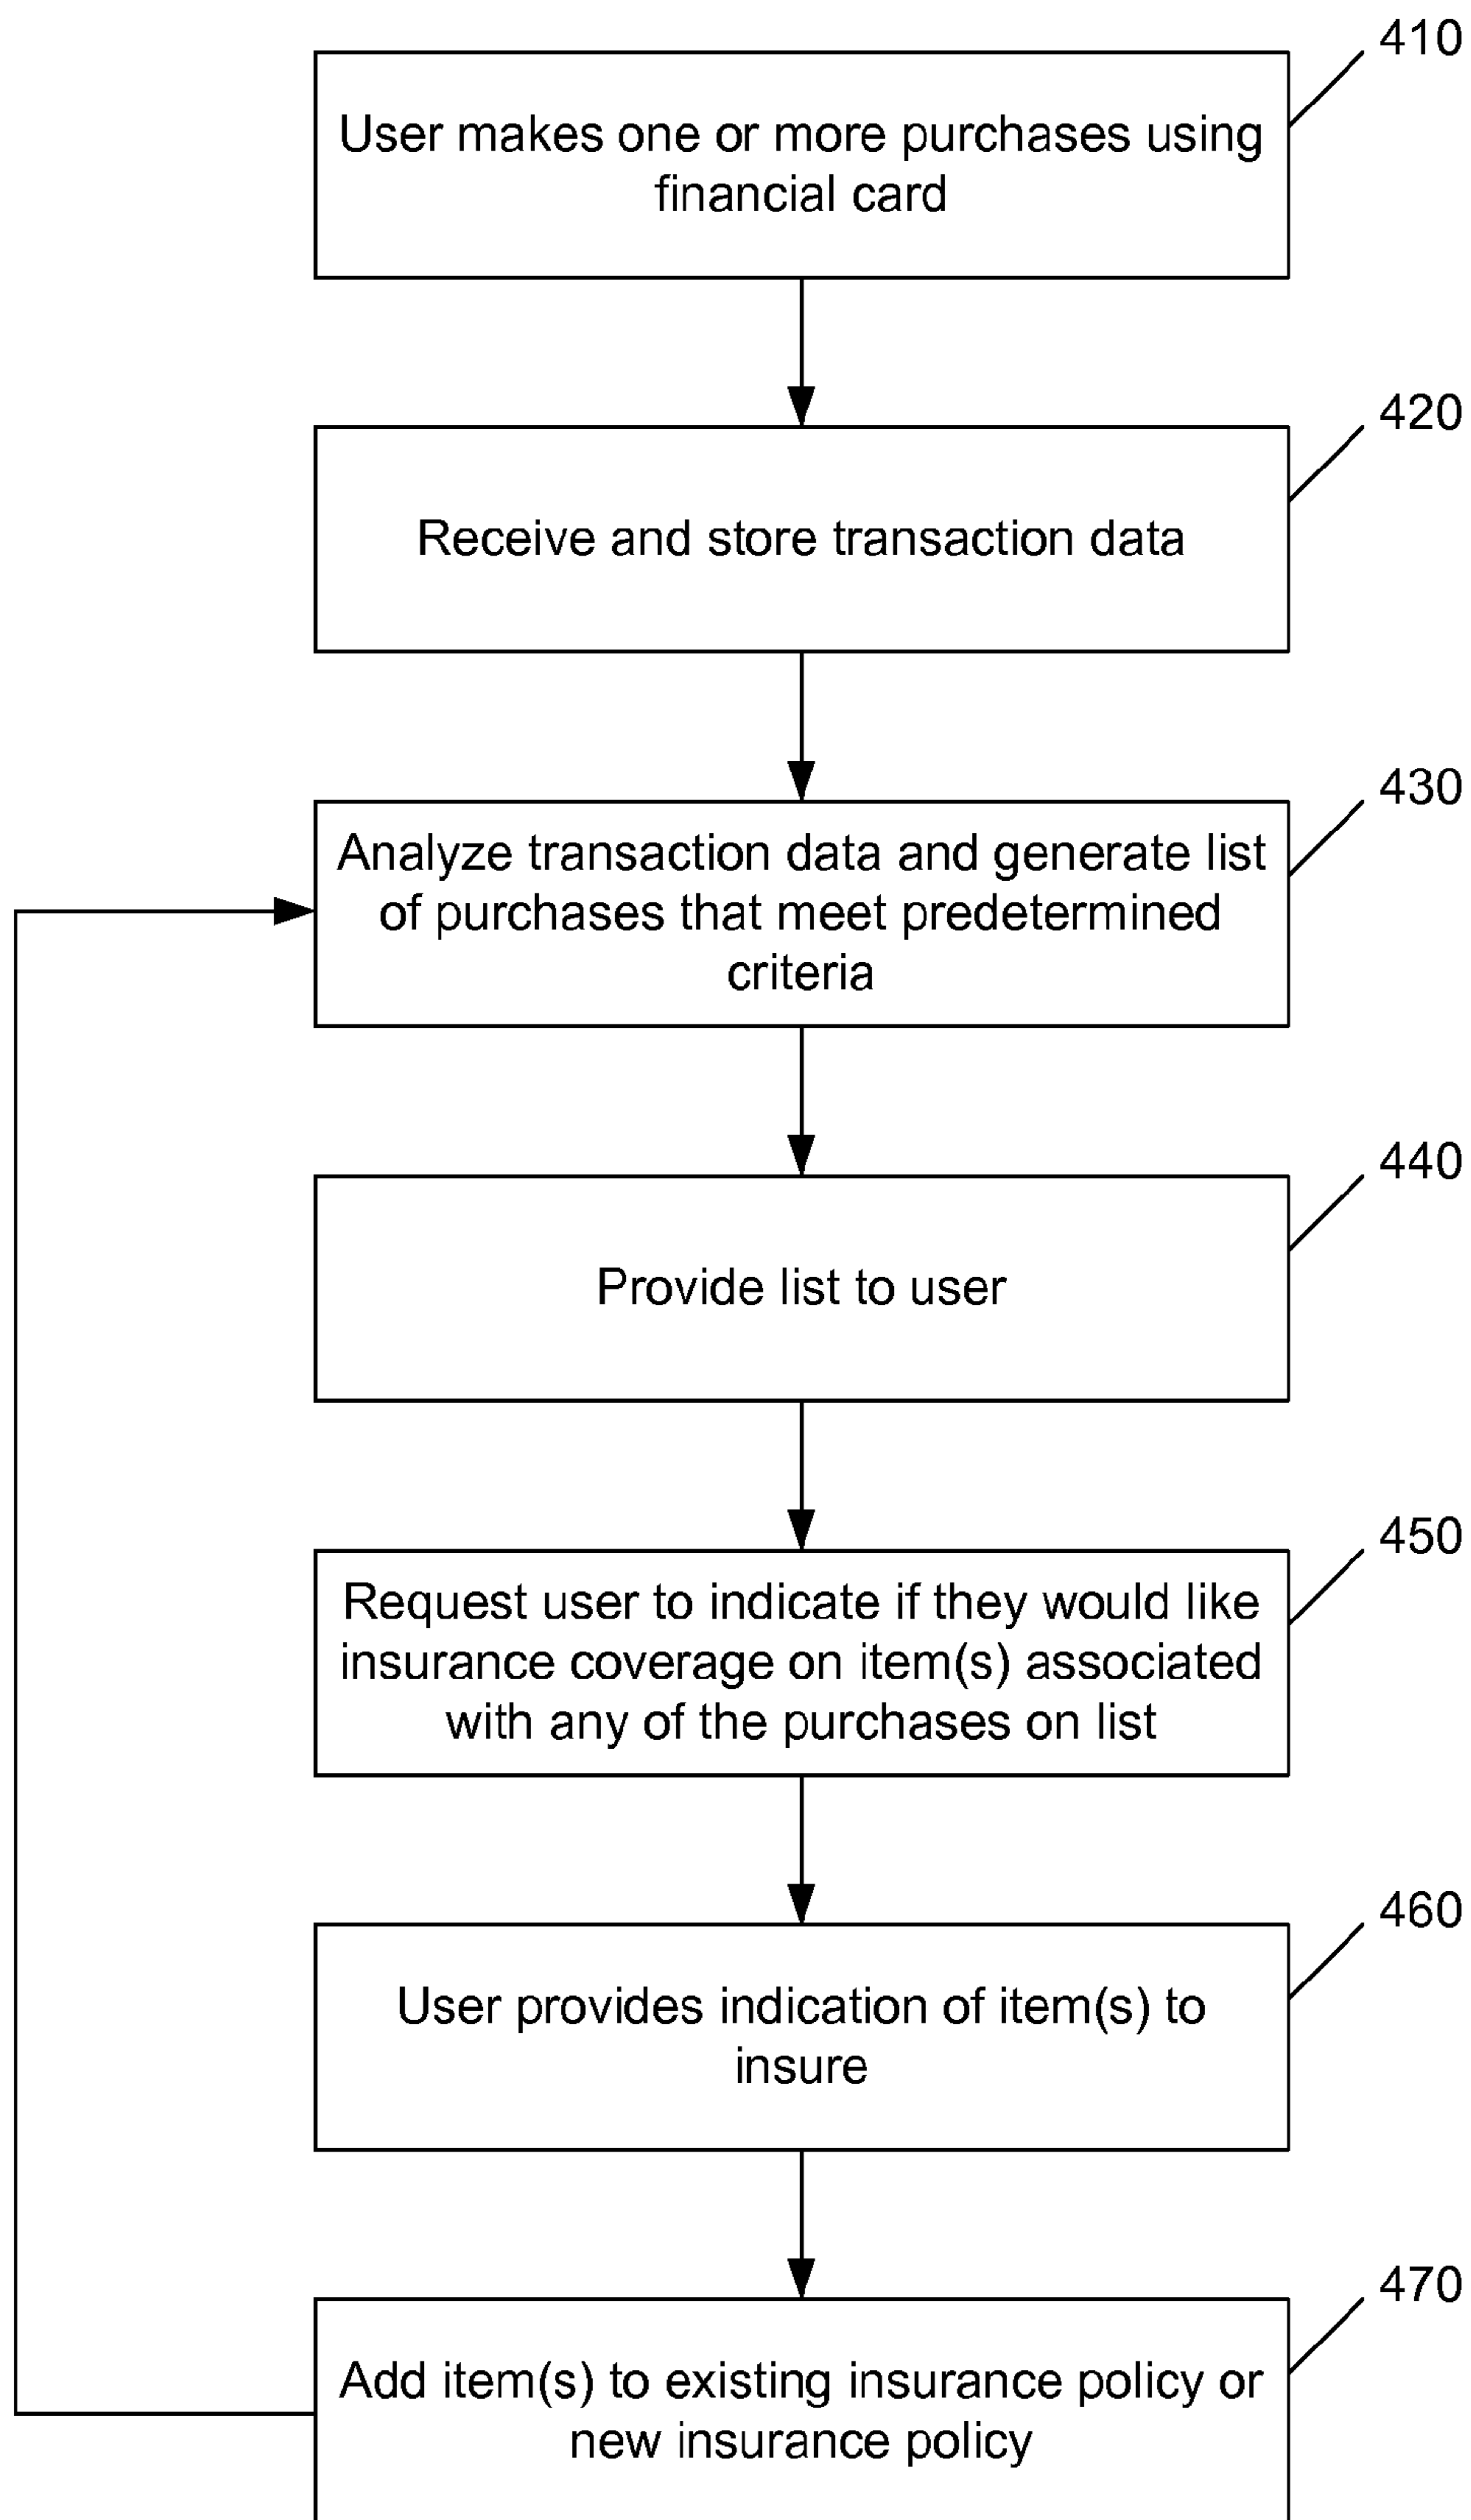 410
User makes one or more purchases using
financial card
420
Receive and store transaction data
430
Analyze transaction data and generate list
of purchases that meet predetermined
criteria
440
Provide list to user
450
Request user to indicate if they would like
insurance coverage on item(s) associated
with any of the purchases on list
460
User provides indication of item(s) to
insure
470
Add item(s) to existing insurance policy or
new insurance policy